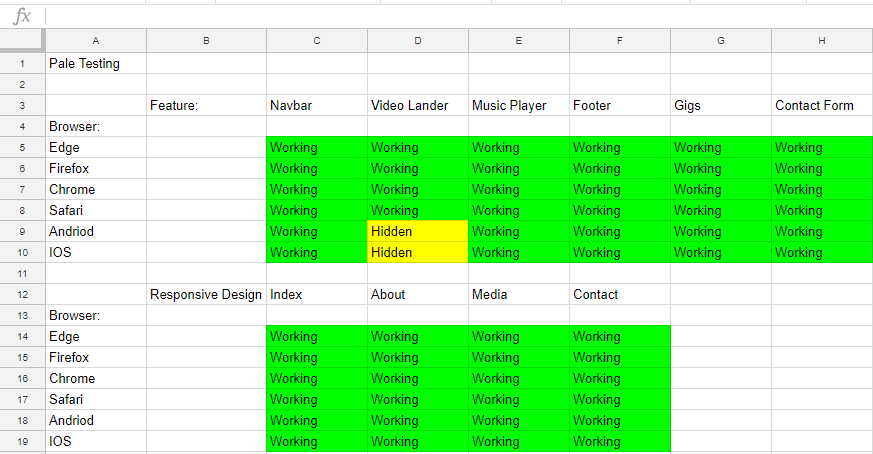 fx
A B C D E F G H
1 Pale Testing
2
3 Feature: Navbar Video Lander Music Player Footer Gigs Contact Form
4 Browser:
5 Edge Working Working Working Working Working Working
6 Firefox Working Working Working Working Working Working
7 Chrome Working Working Working Working Working Working
8 Safari Working Working Working Working Working Working
9 Andriod Working Hidden Working Working Working Working
10 IOS Working Hidden Working Working Working Working
11
12 Responsive Design Index About Media Contact
13 Browser:
14 Edge Working Working Working Working
15 Firefox Working Working Working Working
16 Chrome Working Working Working Working
17 Safari Working Working Working Working
18 Andriod Working Working Working Working
19 IOS Working Working Working Working